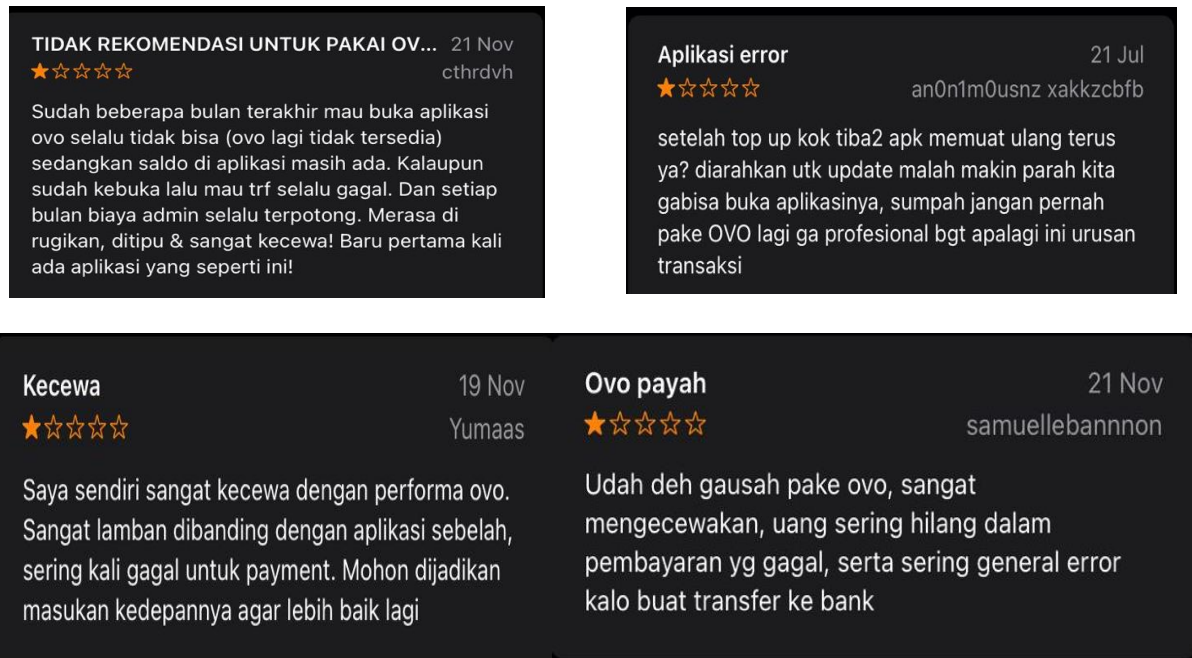 TIDAK REKOMENDASI UNTUK PAKAI OV... 21 Nov
cthrdvh
Sudah beberapa bulan terakhir mau buka aplikasi
ovo selalu tidak bisa (ovo lagi tidak tersedia)
sedangkan saldo di aplikasi masih ada. Kalaupun
sudah kebuka lalu mau trf selalu gagal. Dan setiap
bulan biaya admin selalu terpotong. Merasa di
rugikan, ditipu & sangat kecewa! Baru pertama kali
ada aplikasi yang seperti ini!
Aplikasi error 21 Jul
an0n1m0usnz xakkzcbfb
setelah top up kok tiba2 apk memuat ulang terus
ya? diarahkan utk update malah makin parah kita
gabisa buka aplikasinya, sumpah jangan pernah
pake OVO lagi ga profesional bgt apalagi ini urusan
transaksi
Kecewa 19 Nov
Yumaas
Saya sendiri sangat kecewa dengan performa ovo.
Sangat lamban dibanding dengan aplikasi sebelah,
sering kali gagal untuk payment. Mohon dijadikan
masukan kedepannya agar lebih baik lagi
Ovo payah 21 Nov
samuellebannnon
Udah deh gausah pake ovo, sangat
mengecewakan, uang sering hilang dalam
pembayaran yg gagal, serta sering general error
kalo buat transfer ke bank